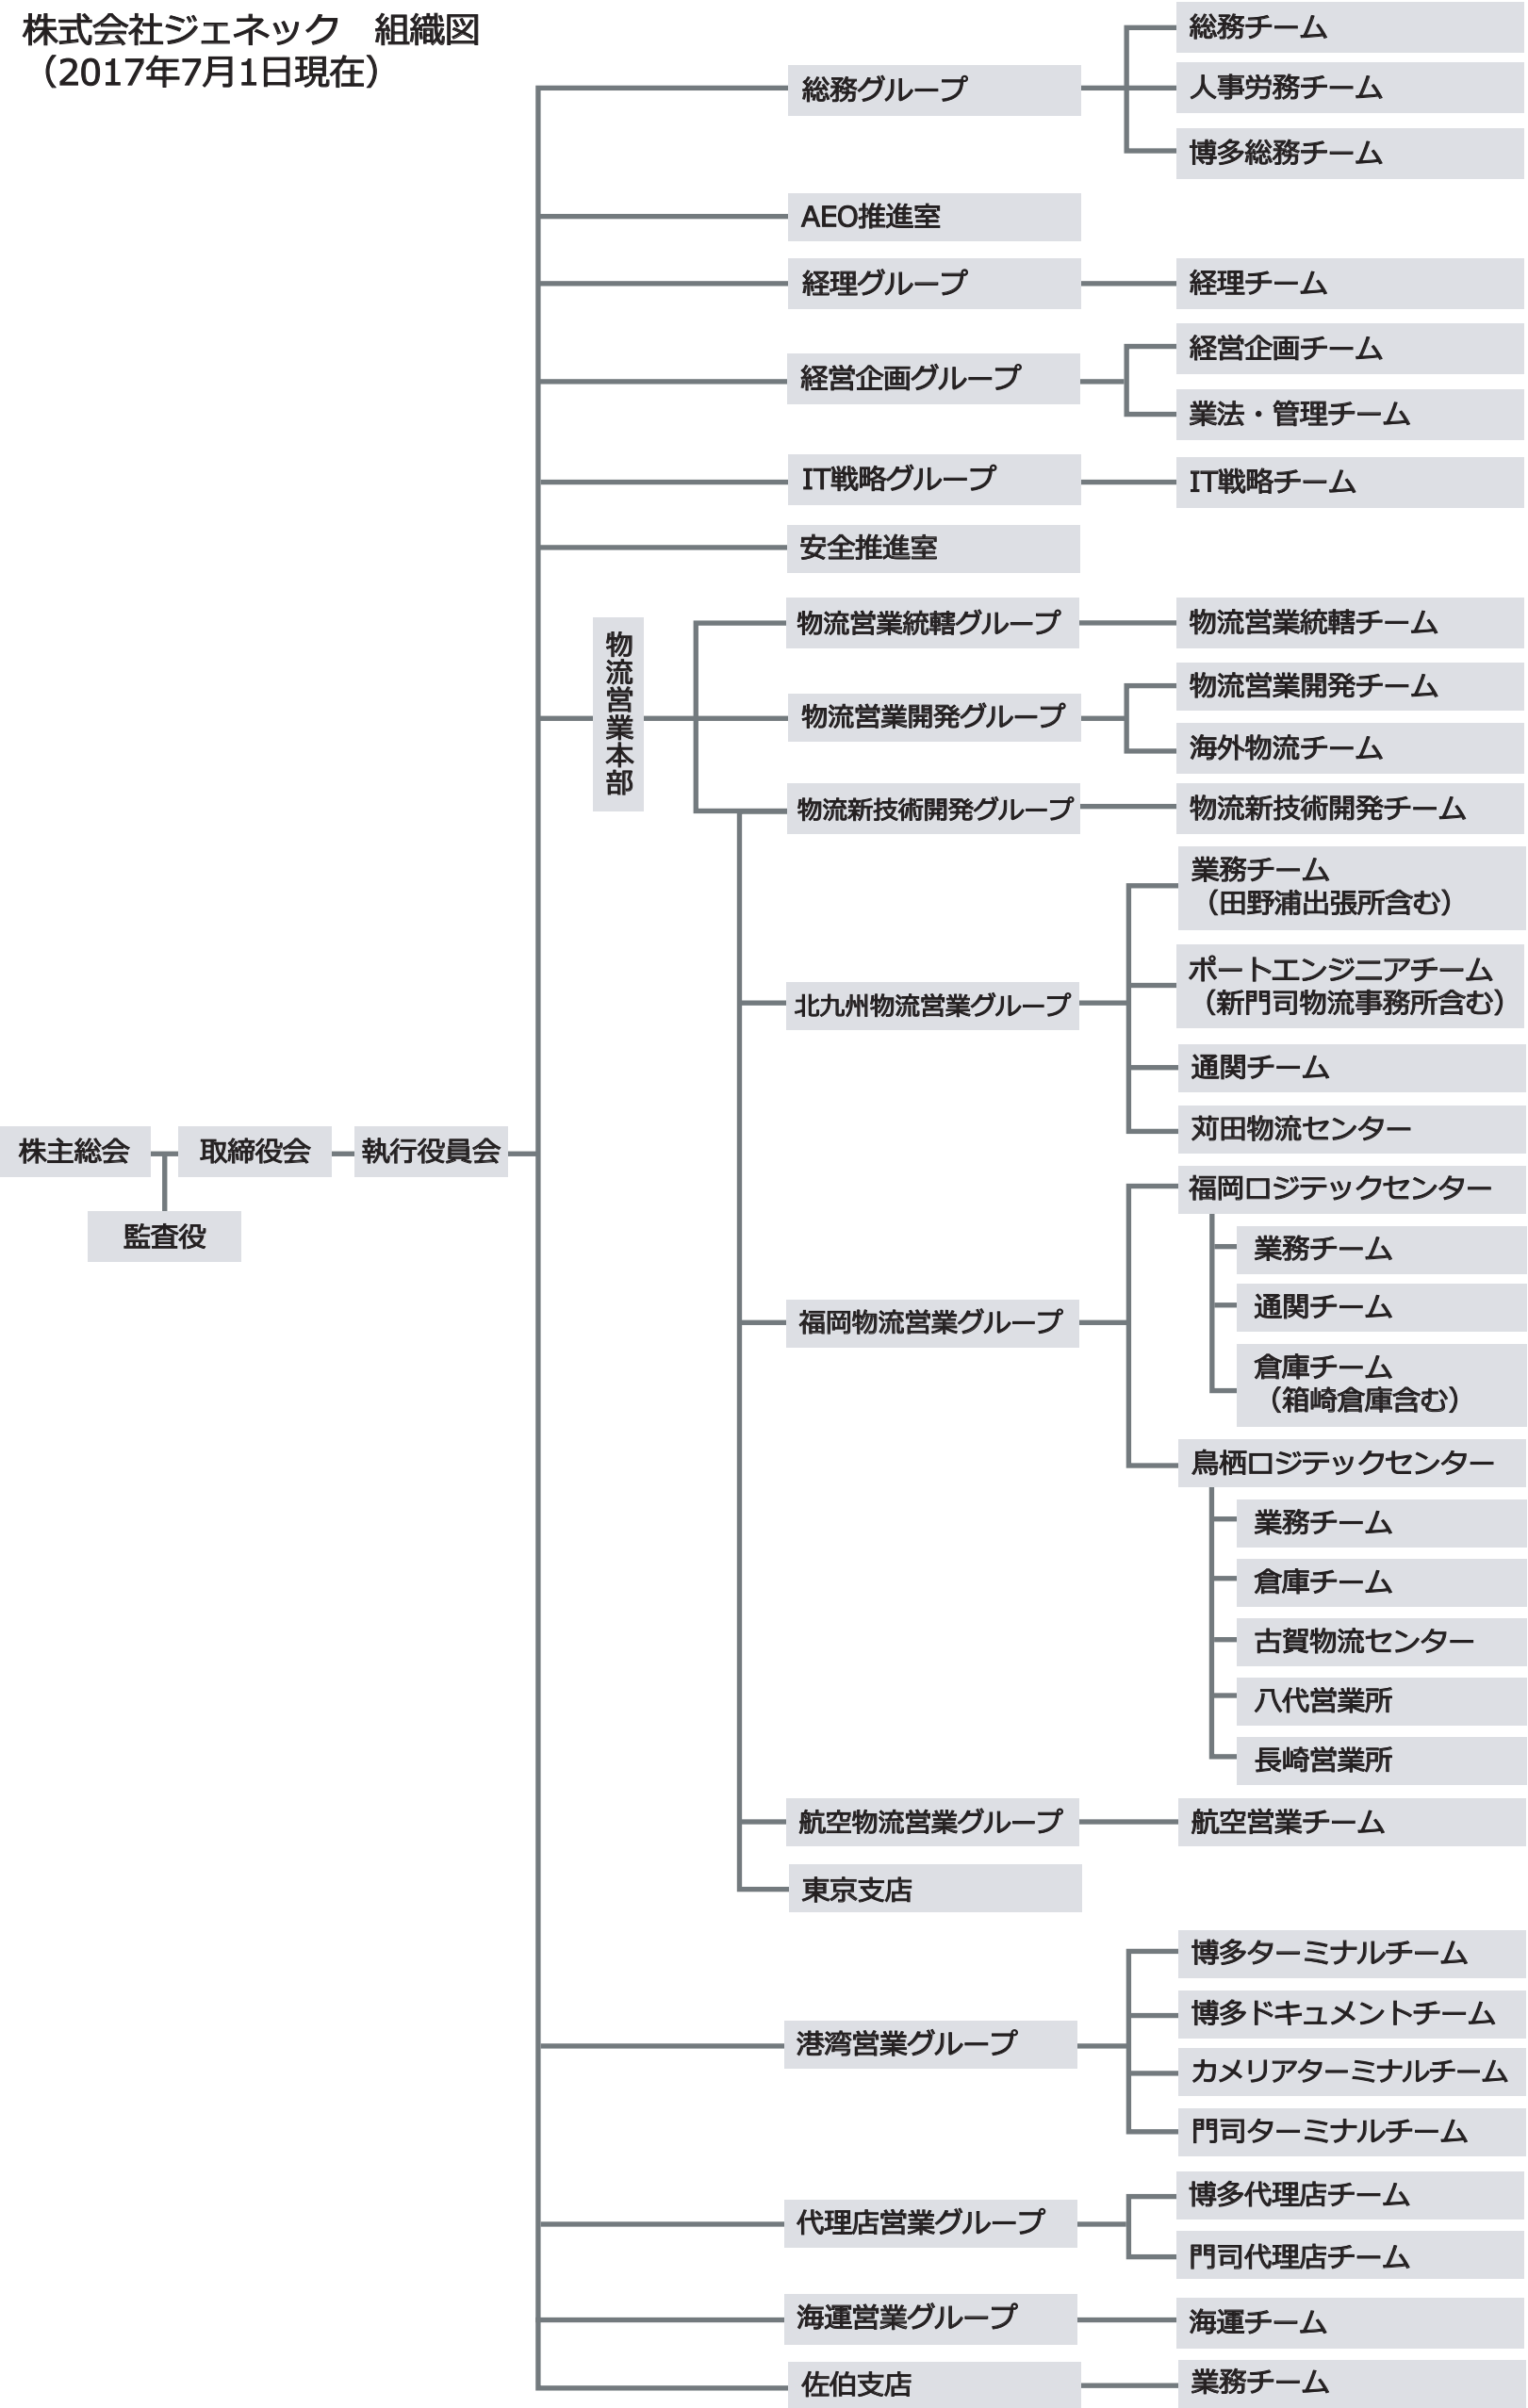 株式会社ジェネック　組織図
（2017年7月1日現在）
株主総会
取締役会
執行役員会
監査役
総務グループ
総務チーム
人事労務チーム
博多総務チーム
AEO推進室
経理グループ
経理チーム
経営企画グループ
経営企画チーム
業法・管理チーム
IT戦略グループ
IT戦略チーム
安全推進室
物流営業本部
物流営業統轄グループ
物流営業統轄チーム
物流営業開発グループ
物流営業開発チーム
海外物流チーム
物流新技術開発グループ
物流新技術開発チーム
北九州物流営業グループ
業務チーム
（田野浦出張所含む）
ポートエンジニアチーム
（新門司物流事務所含む）
通関チーム
苅田物流センター
福岡物流営業グループ
福岡ロジテックセンター
業務チーム
通関チーム
倉庫チーム
（箱崎倉庫含む）
鳥栖ロジテックセンター
業務チーム
倉庫チーム
古賀物流センター
八代営業所
長崎営業所
航空物流営業グループ
航空営業チーム
東京支店
港湾営業グループ
博多ターミナルチーム
博多ドキュメントチーム
カメリアターミナルチーム
門司ターミナルチーム
代理店営業グループ
博多代理店チーム
門司代理店チーム
海運営業グループ
海運チーム
佐伯支店
業務チーム